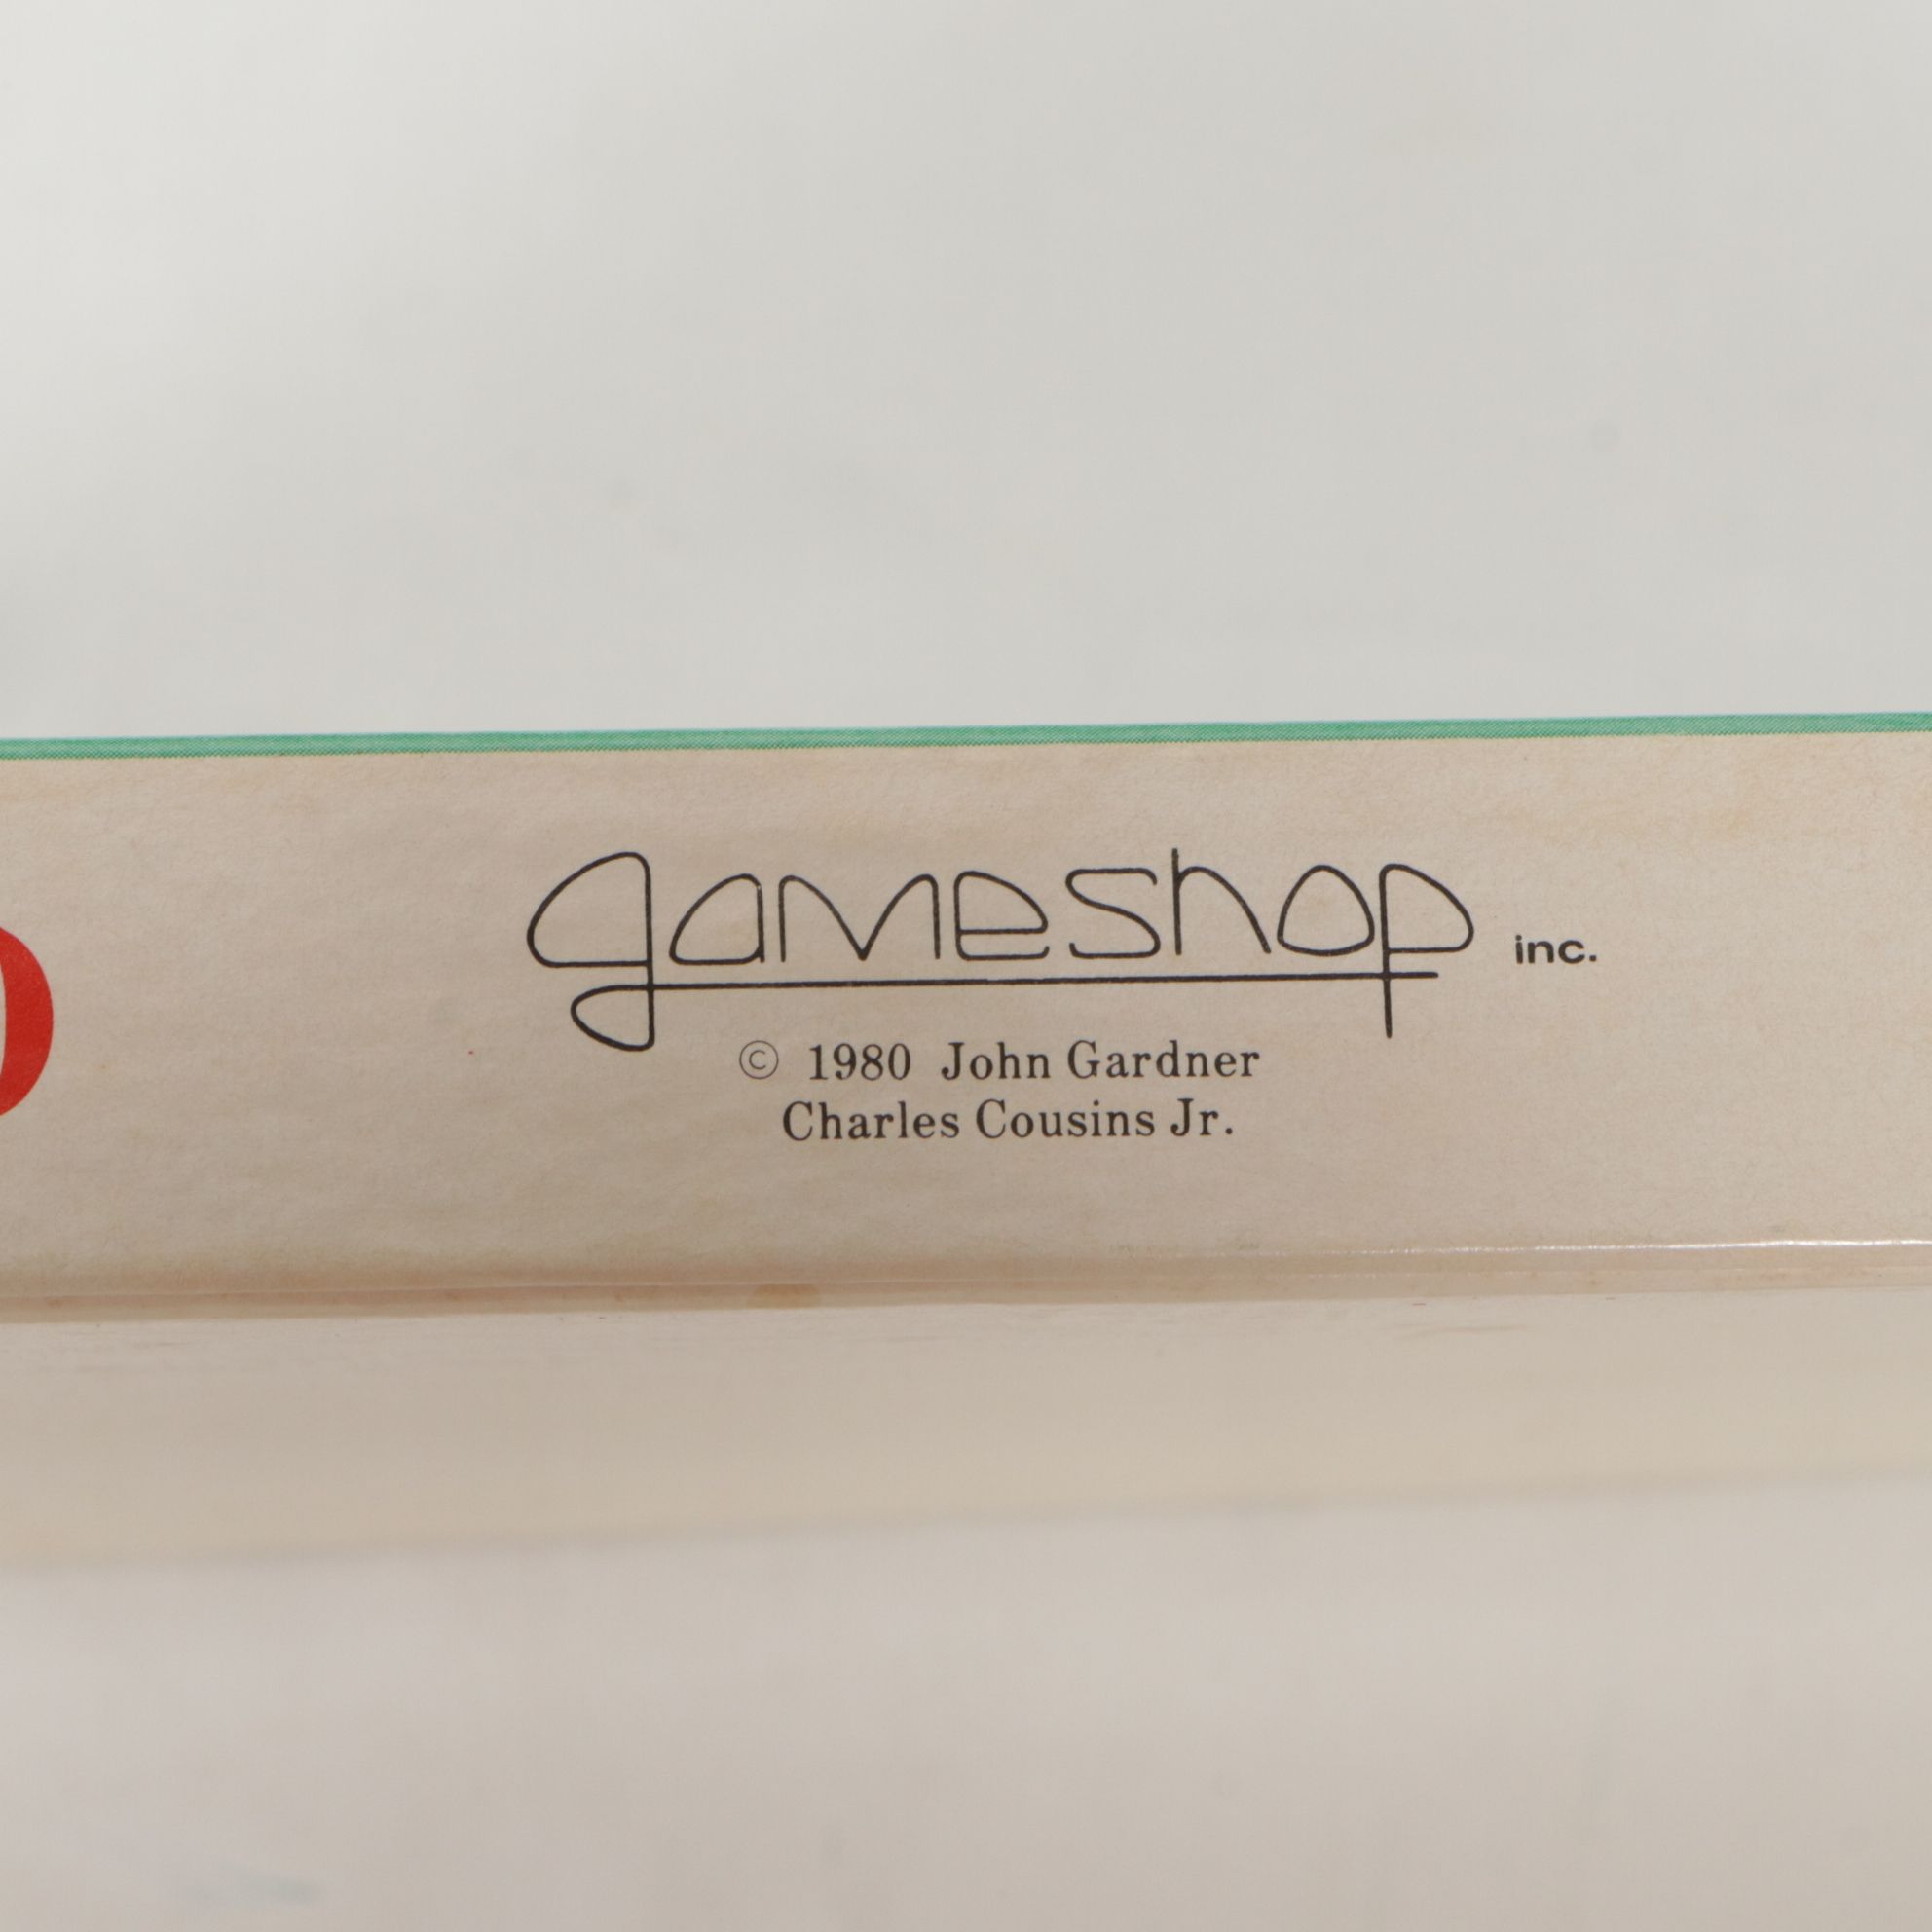 gameshop inc.
© 1980 John Gardner
Charles Cousins Jr.